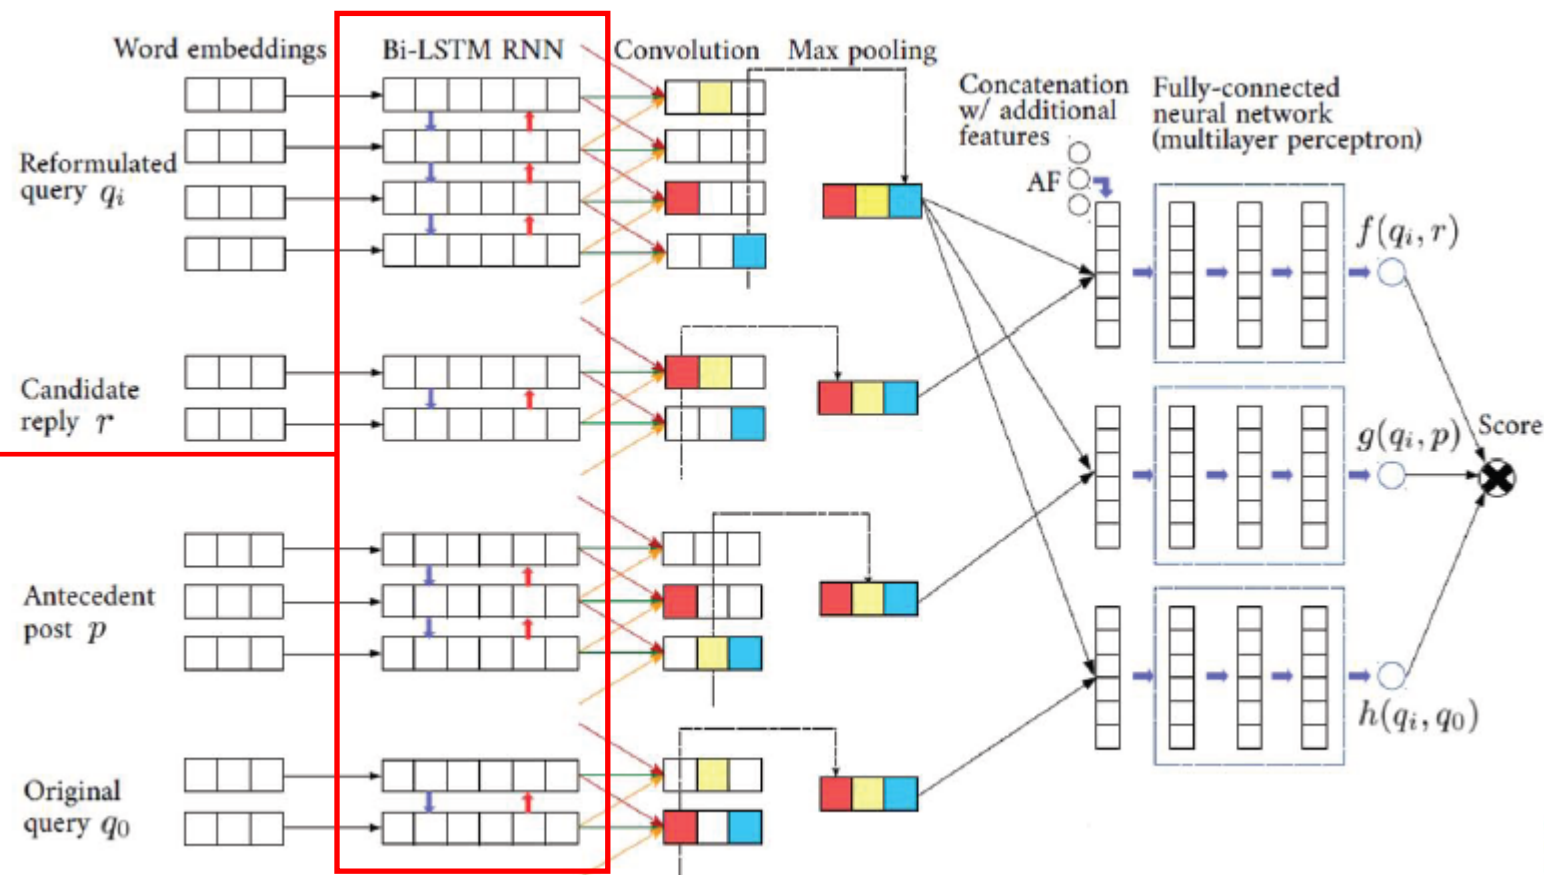 Word embeddings
Bi-LSTM RNN
Convolution
Max pooling
Concatenation
w/ additional
features
AF
Fully-connected
neural network
(multilayer perceptron)
Reformulated
query qᵢ
Candidate
reply r
Antecedent
post p
Original
query q₀
f(qᵢ, r)
g(qᵢ, p)
Score
h(qᵢ, q₀)